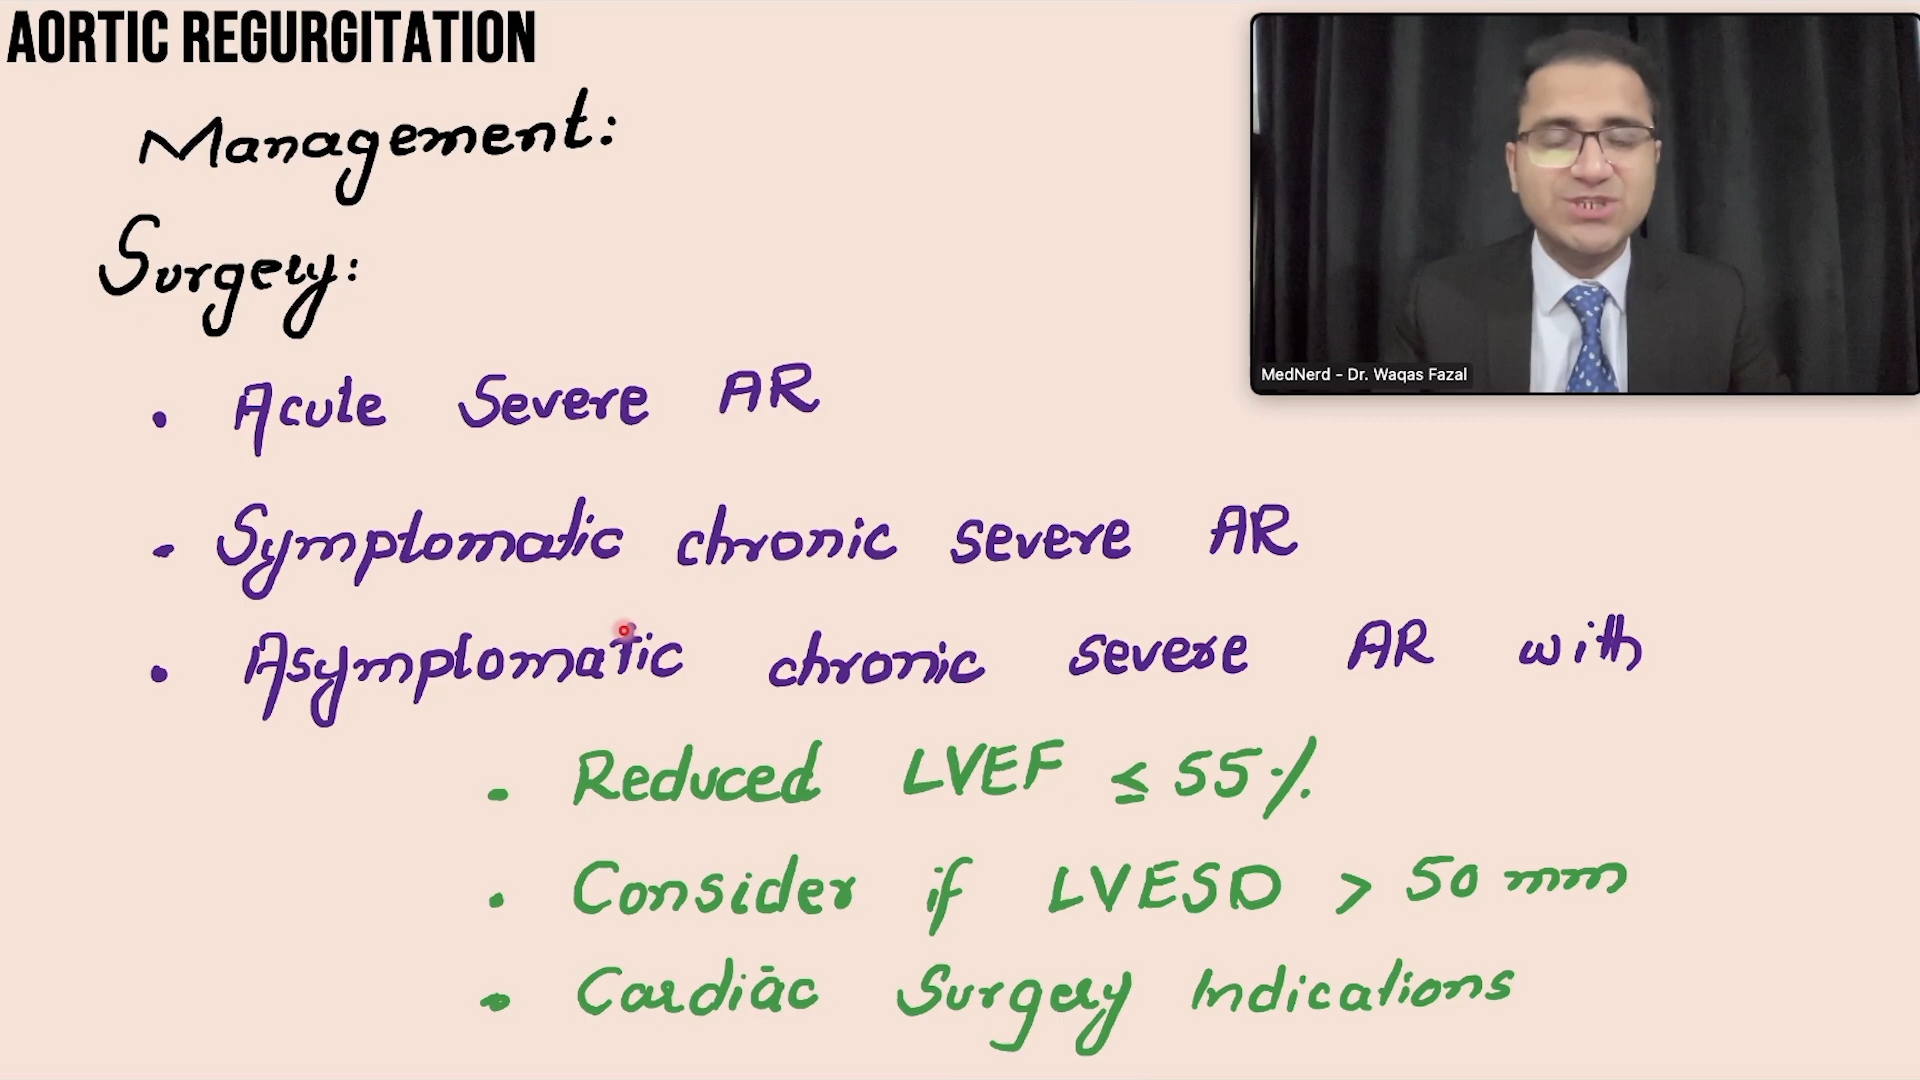 AORTIC REGURGITATION
Management:
Surgery:
• Acute Severe AR
• Symptomatic chronic severe AR
• Asymptomatic chronic severe AR with
• Reduced LVEF ≤ 55%
• Consider if LVESD > 50 mm
• Cardiac Surgery Indications
MedNerd - Dr. Waqas Fazal